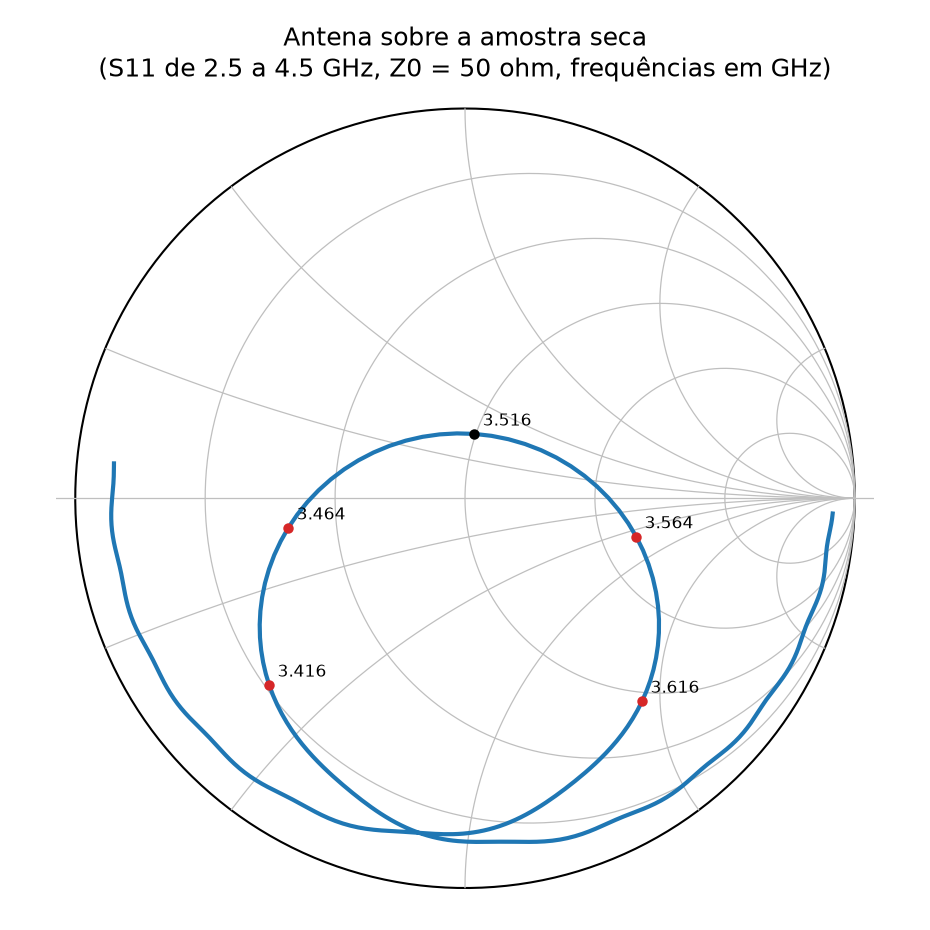 Antena sobre a amostra seca
(S11 de 2.5 a 4.5 GHz, Z0 = 50 ohm, frequências em GHz)
3.516
3.464
3.564
3.416
3.616